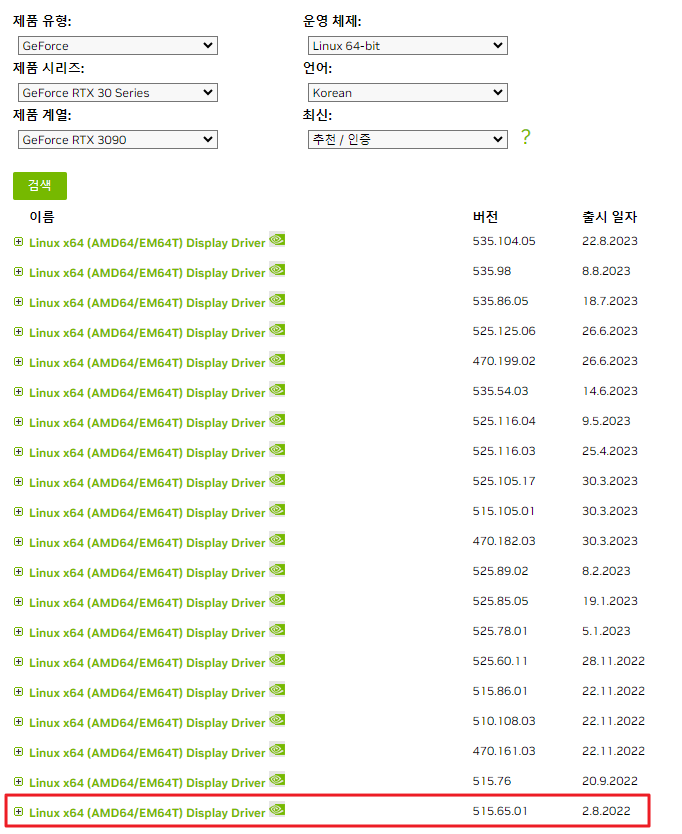 제품 유형: 운영 체제:
GeForce Linux 64-bit
제품 시리즈: 언어:
GeForce RTX 30 Series Korean
제품 계열: 최신:
GeForce RTX 3090 추천 / 인증 ?
검색
이름 버전 출시 일자
Linux x64 (AMD64/EM64T) Display Driver 535.104.05 22.8.2023
Linux x64 (AMD64/EM64T) Display Driver 535.98 8.8.2023
Linux x64 (AMD64/EM64T) Display Driver 535.86.05 18.7.2023
Linux x64 (AMD64/EM64T) Display Driver 525.125.06 26.6.2023
Linux x64 (AMD64/EM64T) Display Driver 470.199.02 26.6.2023
Linux x64 (AMD64/EM64T) Display Driver 535.54.03 14.6.2023
Linux x64 (AMD64/EM64T) Display Driver 525.116.04 9.5.2023
Linux x64 (AMD64/EM64T) Display Driver 525.116.03 25.4.2023
Linux x64 (AMD64/EM64T) Display Driver 525.105.17 30.3.2023
Linux x64 (AMD64/EM64T) Display Driver 515.105.01 30.3.2023
Linux x64 (AMD64/EM64T) Display Driver 470.182.03 30.3.2023
Linux x64 (AMD64/EM64T) Display Driver 525.89.02 8.2.2023
Linux x64 (AMD64/EM64T) Display Driver 525.85.05 19.1.2023
Linux x64 (AMD64/EM64T) Display Driver 525.78.01 5.1.2023
Linux x64 (AMD64/EM64T) Display Driver 525.60.11 28.11.2022
Linux x64 (AMD64/EM64T) Display Driver 515.86.01 22.11.2022
Linux x64 (AMD64/EM64T) Display Driver 510.108.03 22.11.2022
Linux x64 (AMD64/EM64T) Display Driver 470.161.03 22.11.2022
Linux x64 (AMD64/EM64T) Display Driver 515.76 20.9.2022
Linux x64 (AMD64/EM64T) Display Driver 515.65.01 2.8.2022